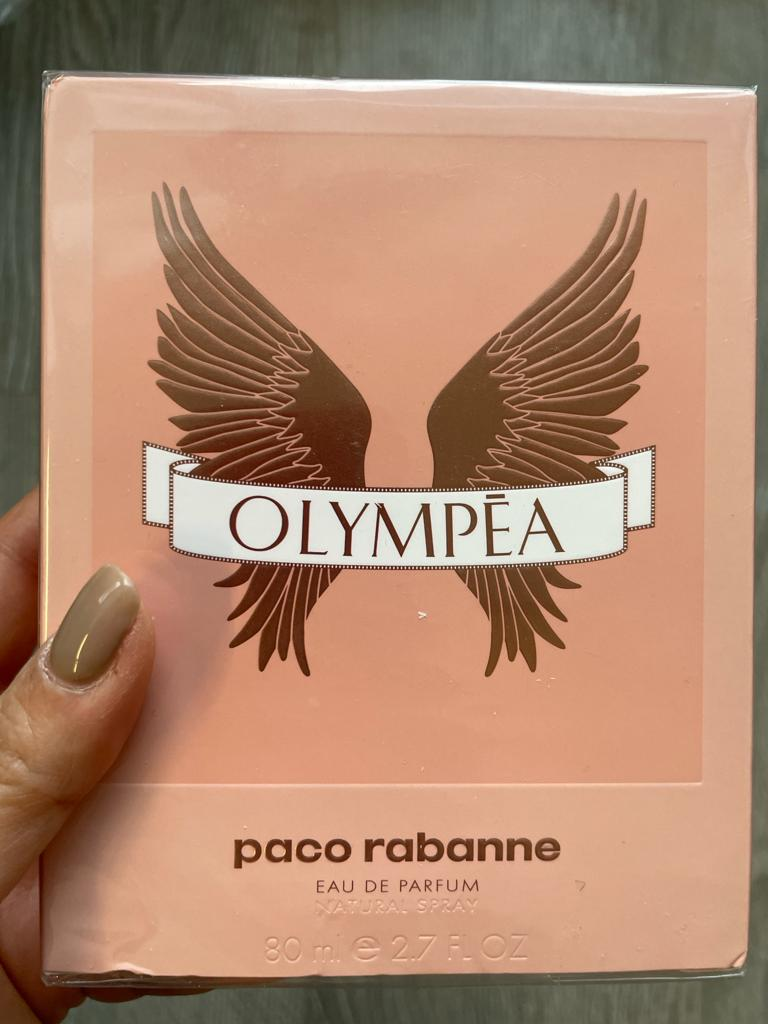 OLYMPĒA
paco rabanne
EAU DE PARFUM
NATURAL SPRAY
80 ml e 2.7 FL OZ